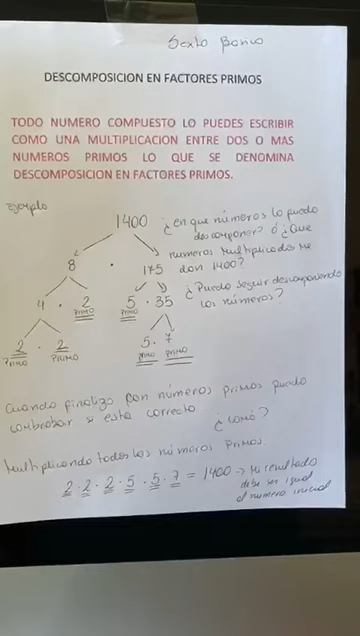 Sexto Basico
DESCOMPOSICION EN FACTORES PRIMOS
TODO NUMERO COMPUESTO LO PUEDES ESCRIBIR
COMO UNA MULTIPLICACION ENTRE DOS O MAS
NUMEROS PRIMOS LO QUE SE DENOMINA
DESCOMPOSICION EN FACTORES PRIMOS.
Ejemplo
1400
¿en que números lo puedo
descomponer? ó ¿Que
numeros multiplicados me
dan 1400?
8 · 175
¿Puedo seguir descomponiendo
los números?
4 · 2 5 · 35
PRIMO PRIMO
2 · 2 5 · 7
PRIMO PRIMO PRIMO PRIMO
Cuando finalizo con números primos puedo
combrobar si esta correcto ¿como?
Multiplicando todos los números Primos.
2 · 2 · 2 · 5 · 5 · 7 = 1400 → Mi resultado
debe ser igual
al numero inicial